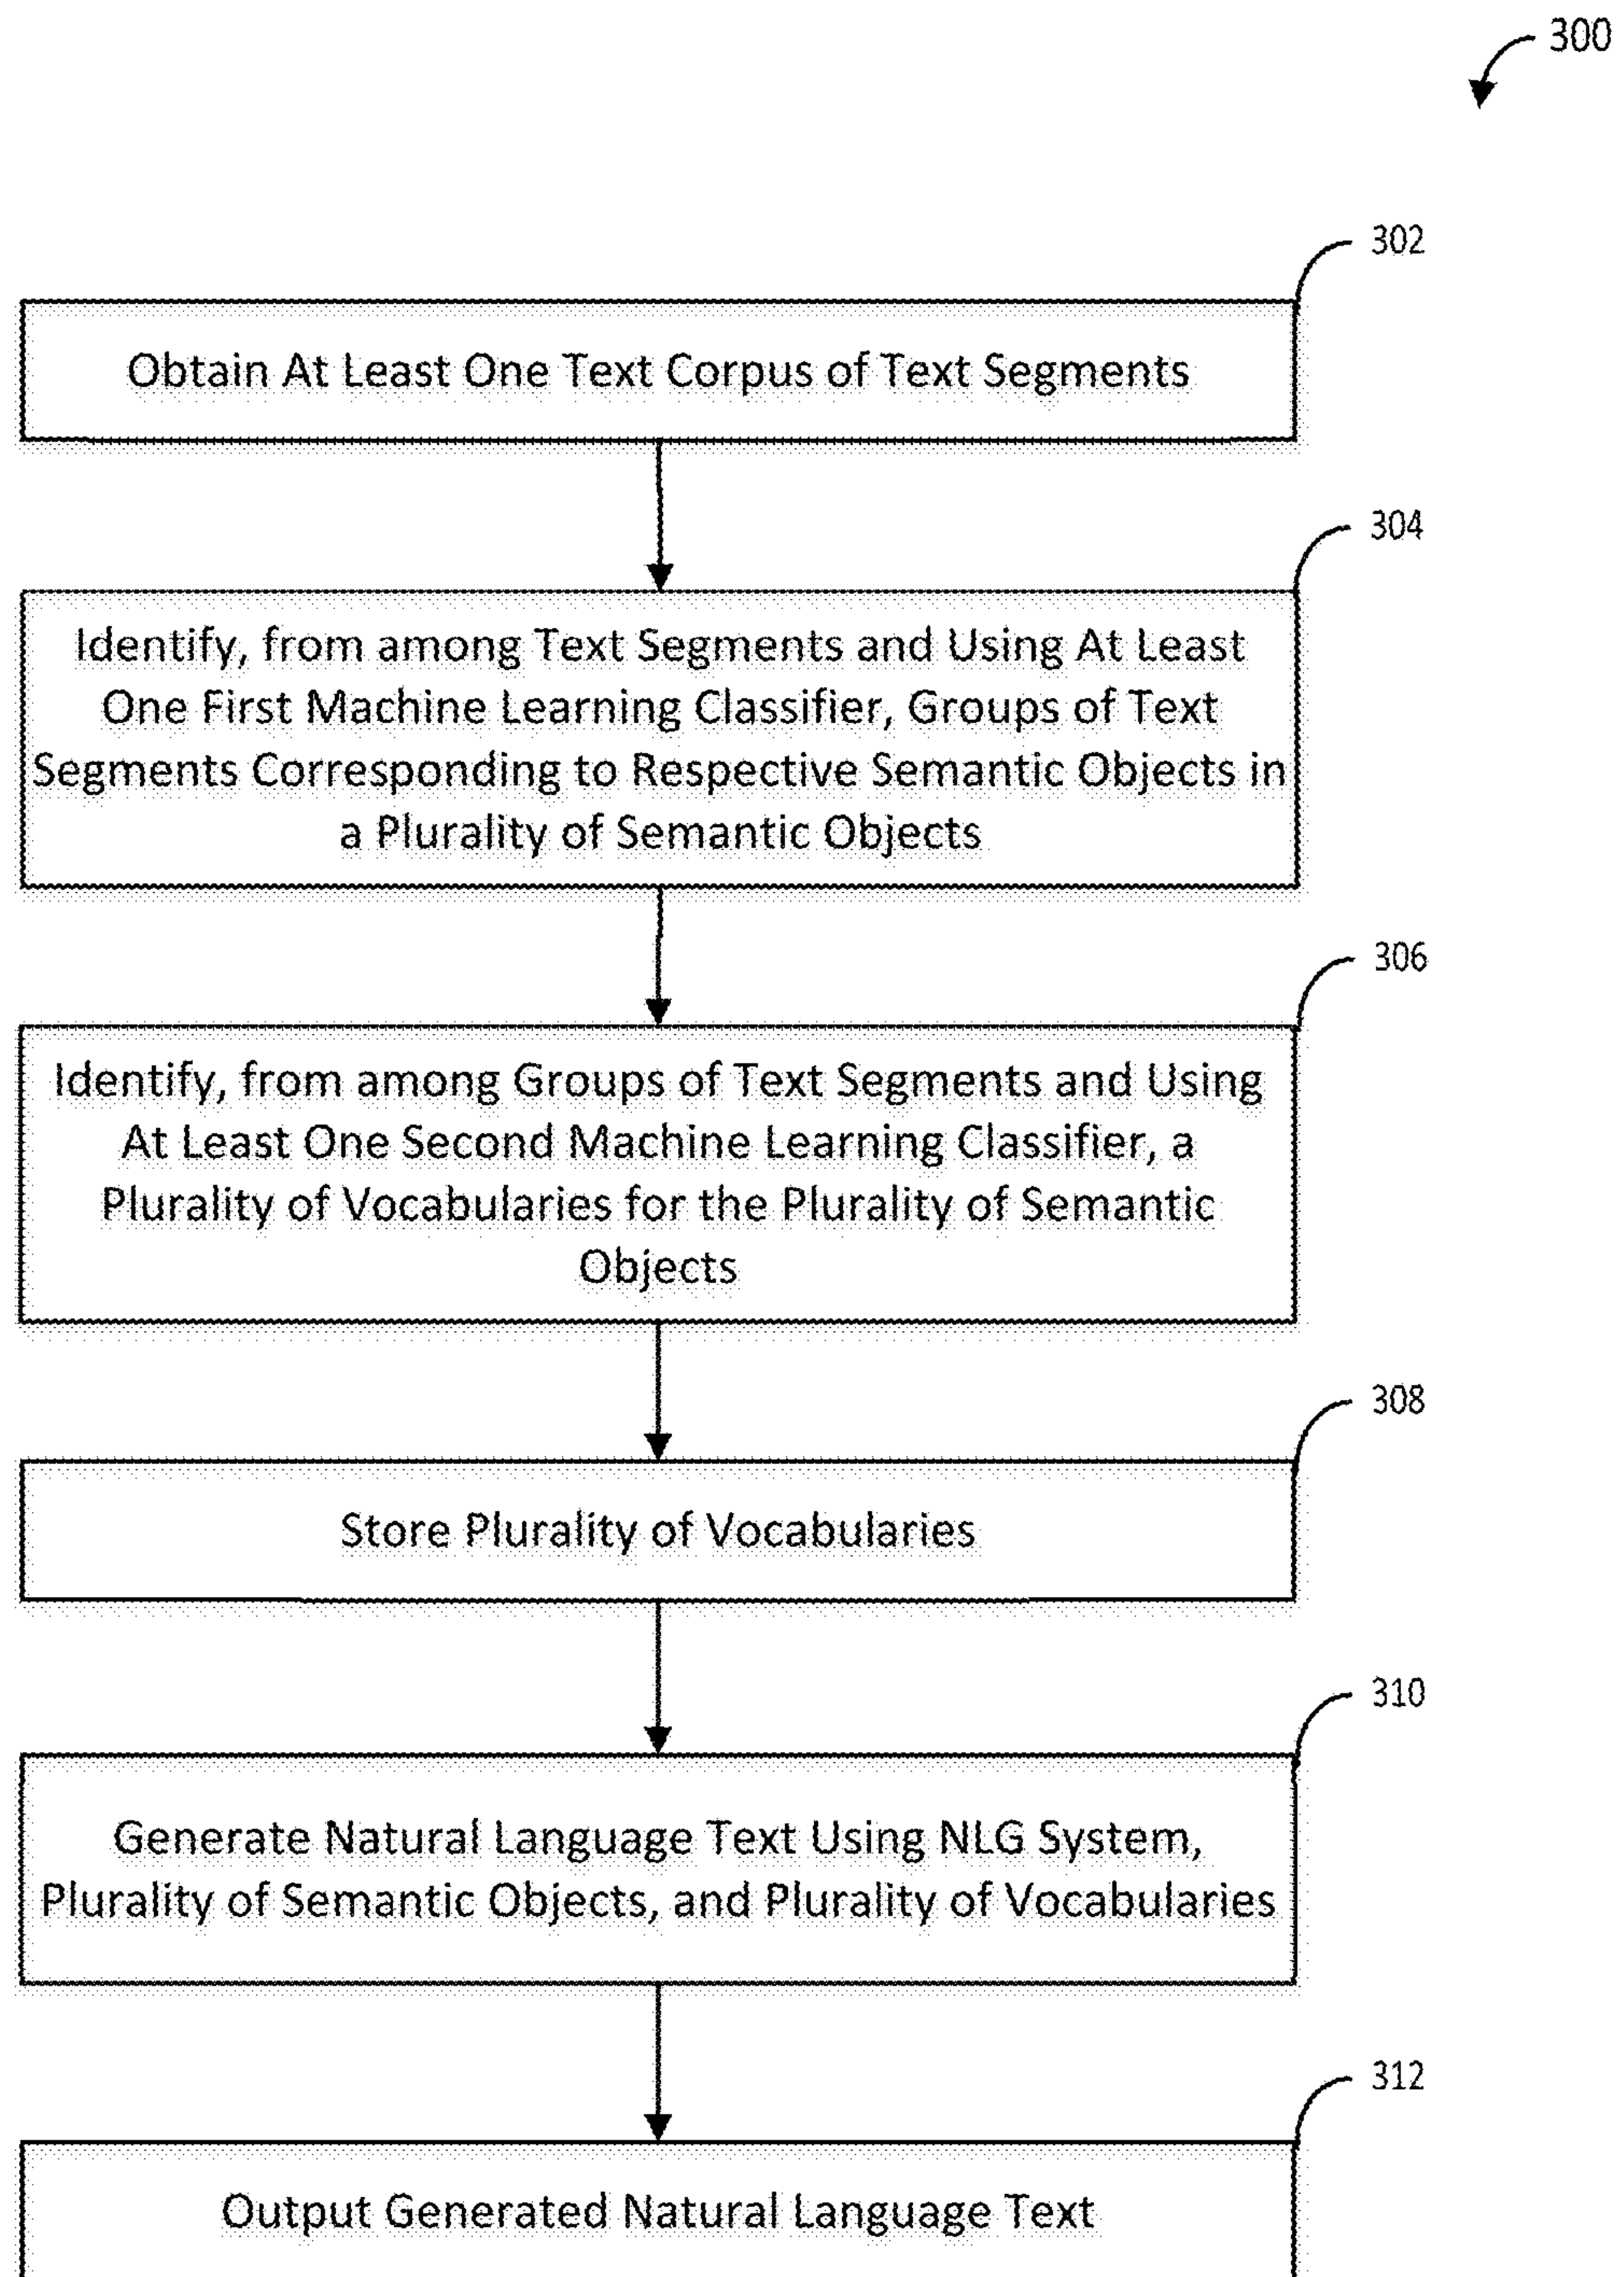 300
302
Obtain At Least One Text Corpus of Text Segments
304
Identify, from among Text Segments and Using At Least
One First Machine Learning Classifier, Groups of Text
Segments Corresponding to Respective Semantic Objects in
a Plurality of Semantic Objects
306
Identify, from among Groups of Text Segments and Using
At Least One Second Machine Learning Classifier, a
Plurality of Vocabularies for the Plurality of Semantic
Objects
308
Store Plurality of Vocabularies
310
Generate Natural Language Text Using NLG System,
Plurality of Semantic Objects, and Plurality of Vocabularies
312
Output Generated Natural Language Text